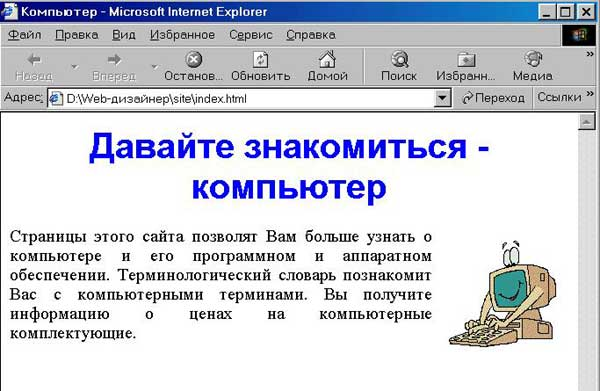 Компьютер - Microsoft Internet Explorer
Файл Правка Вид Избранное Сервис Справка
Назад Вперед Останов... Обновить Домой Поиск Избранн... Медиа »
Адрес: D:\Web-дизайнер\site\index.html Переход Ссылки »
Давайте знакомиться -
компьютер
Страницы этого сайта позволят Вам больше узнать о
компьютере и его программном и аппаратном
обеспечении. Терминологический словарь познакомит
Вас с компьютерными терминами. Вы получите
информацию о ценах на компьютерные
комплектующие.